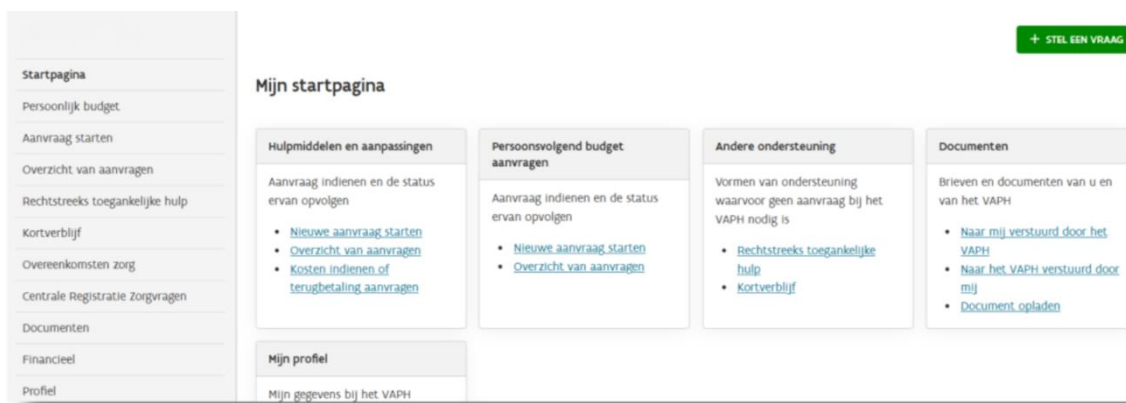 + STEL EEN VRAAG
Startpagina
Persoonlijk budget
Aanvraag starten
Overzicht van aanvragen
Rechtstreeks toegankelijke hulp
Kortverblijf
Overeenkomsten zorg
Centrale Registratie Zorgvragen
Documenten
Financieel
Profiel
Mijn startpagina
Hulpmiddelen en aanpassingen
Aanvraag indienen en de status
ervan opvolgen
• Nieuwe aanvraag starten
• Overzicht van aanvragen
• Kosten indienen of
terugbetaling aanvragen
Persoonsvolgend budget
aanvragen
Aanvraag indienen en de status
ervan opvolgen
• Nieuwe aanvraag starten
• Overzicht van aanvragen
Andere ondersteuning
Vormen van ondersteuning
waarvoor geen aanvraag bij het
VAPH nodig is
• Rechtstreeks toegankelijke
hulp
• Kortverblijf
Documenten
Brieven en documenten van u en
van het VAPH
• Naar mij verstuurd door het
VAPH
• Naar het VAPH verstuurd door
mij
• Document opladen
Mijn profiel
Mijn gegevens bij het VAPH